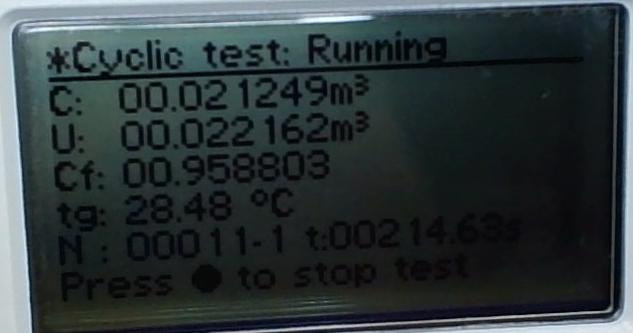 *Cyclic test: Running
C: 00.021249m³
U: 00.022162m³
Cf: 00.958803
tg: 28.48 °C
N : 00011-1 t:00214.63s
Press ● to stop test